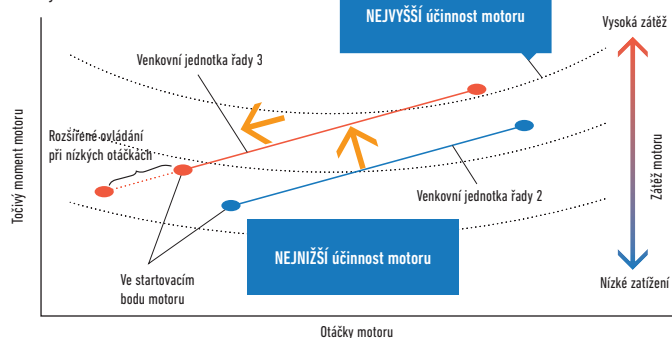 NEJVYŠŠÍ účinnost motoru
Vysoká zátěž
Venkovní jednotka řady 3
Rozšířené ovládání
při nízkých otáčkách
Točivý moment motoru
Zátěž motoru
Venkovní jednotka řady 2
NEJNIŽŠÍ účinnost motoru
Ve startovacím
bodu motoru
Nízké zatížení
Otáčky motoru